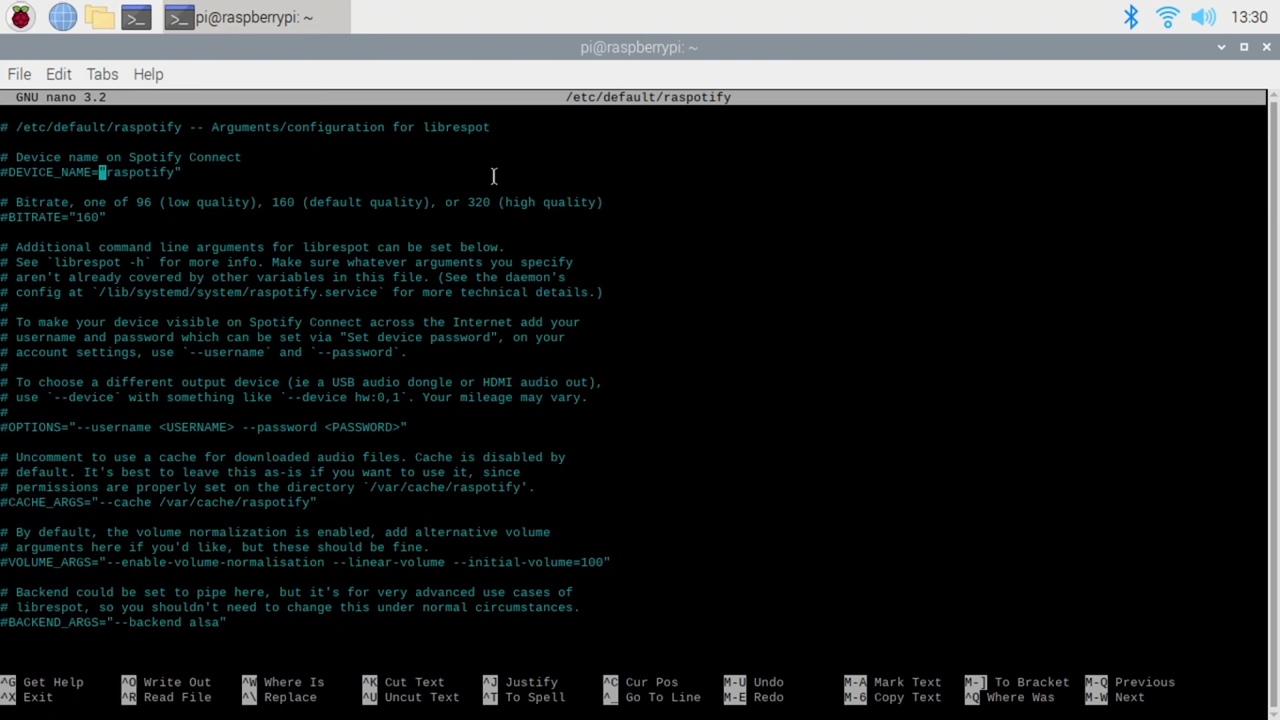 pi@raspberrypi: ~
13:30
pi@raspberrypi: ~
File Edit Tabs Help
GNU nano 3.2 /etc/default/raspotify
# /etc/default/raspotify -- Arguments/configuration for librespot
# Device name on Spotify Connect
#DEVICE_NAME="raspotify"
# Bitrate, one of 96 (low quality), 160 (default quality), or 320 (high quality)
#BITRATE="160"
# Additional command line arguments for librespot can be set below.
# See `librespot -h` for more info. Make sure whatever arguments you specify
# aren't already covered by other variables in this file. (See the daemon's
# config at `/lib/systemd/system/raspotify.service` for more technical details.)
#
# To make your device visible on Spotify Connect across the Internet add your
# username and password which can be set via "Set device password", on your
# account settings, use `--username` and `--password`.
#
# To choose a different output device (ie a USB audio dongle or HDMI audio out),
# use `--device` with something like `--device hw:0,1`. Your mileage may vary.
#
#OPTIONS="--username <USERNAME> --password <PASSWORD>"
# Uncomment to use a cache for downloaded audio files. Cache is disabled by
# default. It's best to leave this as-is if you want to use it, since
# permissions are properly set on the directory `/var/cache/raspotify'.
#CACHE_ARGS="--cache /var/cache/raspotify"
# By default, the volume normalization is enabled, add alternative volume
# arguments here if you'd like, but these should be fine.
#VOLUME_ARGS="--enable-volume-normalisation --linear-volume --initial-volume=100"
# Backend could be set to pipe here, but it's for very advanced use cases of
# librespot, so you shouldn't need to change this under normal circumstances.
#BACKEND_ARGS="--backend alsa"
^G Get Help ^O Write Out ^W Where Is ^K Cut Text ^J Justify ^C Cur Pos M-U Undo M-A Mark Text M-] To Bracket M-Q Previous
^X Exit ^R Read File ^\ Replace ^U Uncut Text ^T To Spell ^_ Go To Line M-E Redo M-6 Copy Text ^Q Where Was M-W Next